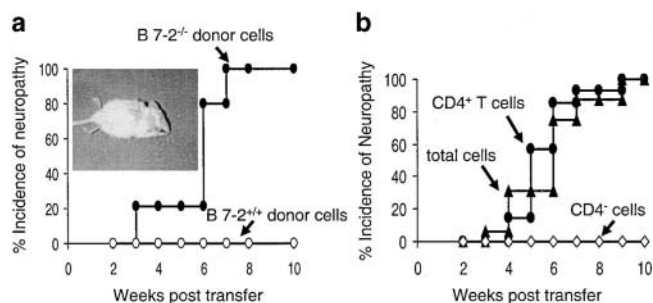 a
B 7-2-/- donor cells
% Incidence of Neuropathy
100
80
60
40
20
0
B 7-2+/+ donor cells
0 2 4 6 8 10
Weeks post transfer
b
% Incidence of Neuropathy
100
80
60
40
20
0
CD4+ T cells
total cells
CD4- cells
0 2 4 6 8 10
Weeks post transfer